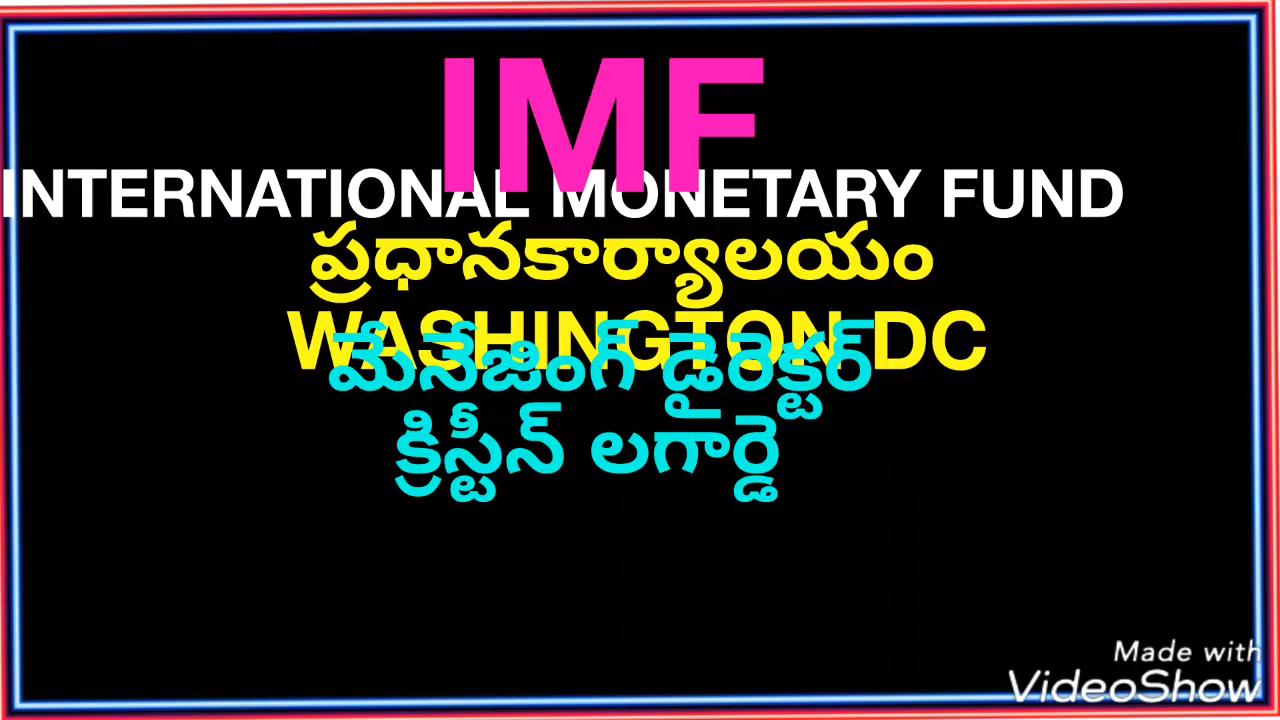 IMF
INTERNATIONAL MONETARY FUND
ప్రధానకార్యాలయం
WASHINGTON DC
మేనేజింగ్ డైరెక్టర్
క్రిస్టీన్ లగార్డె
Made with
VideoShow